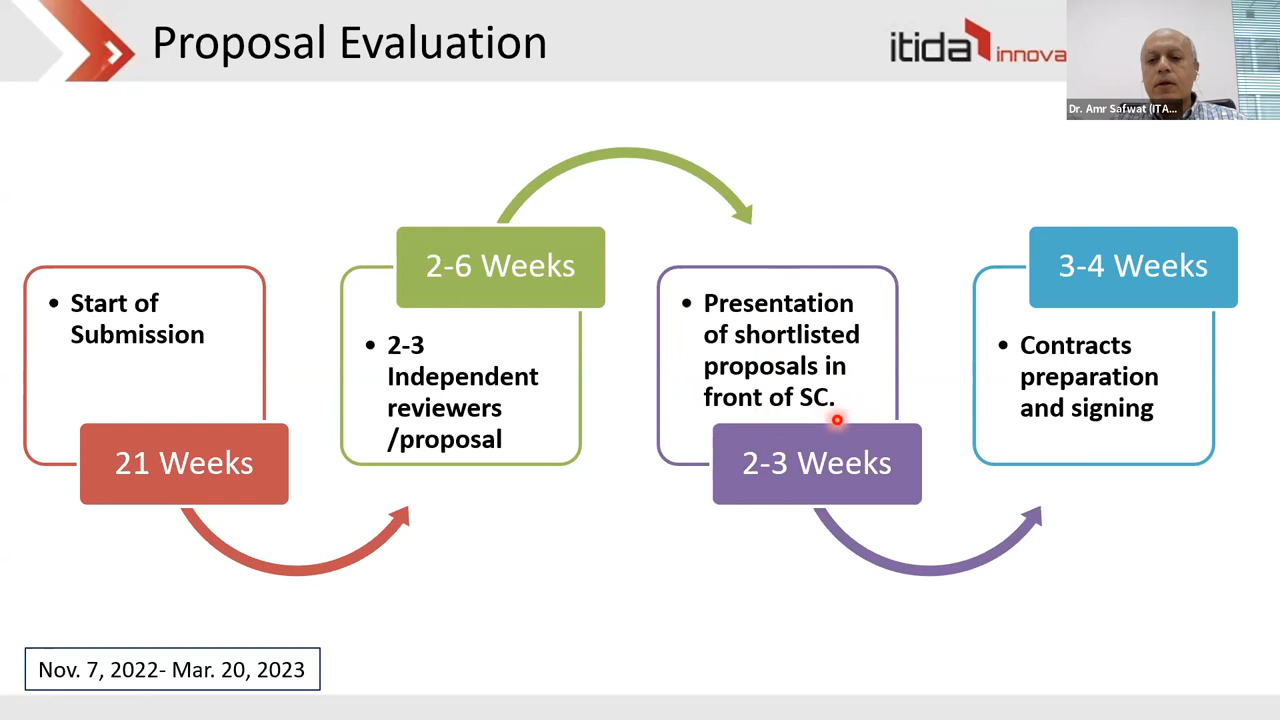 Proposal Evaluation
itida innova
Dr. Amr Safwat (ITA...
Start of
Submission
21 Weeks
2-6 Weeks
• 2-3
Independent
reviewers
/proposal
• Presentation
of shortlisted
proposals in
front of SC.
2-3 Weeks
3-4 Weeks
• Contracts
preparation
and signing
Nov. 7, 2022- Mar. 20, 2023